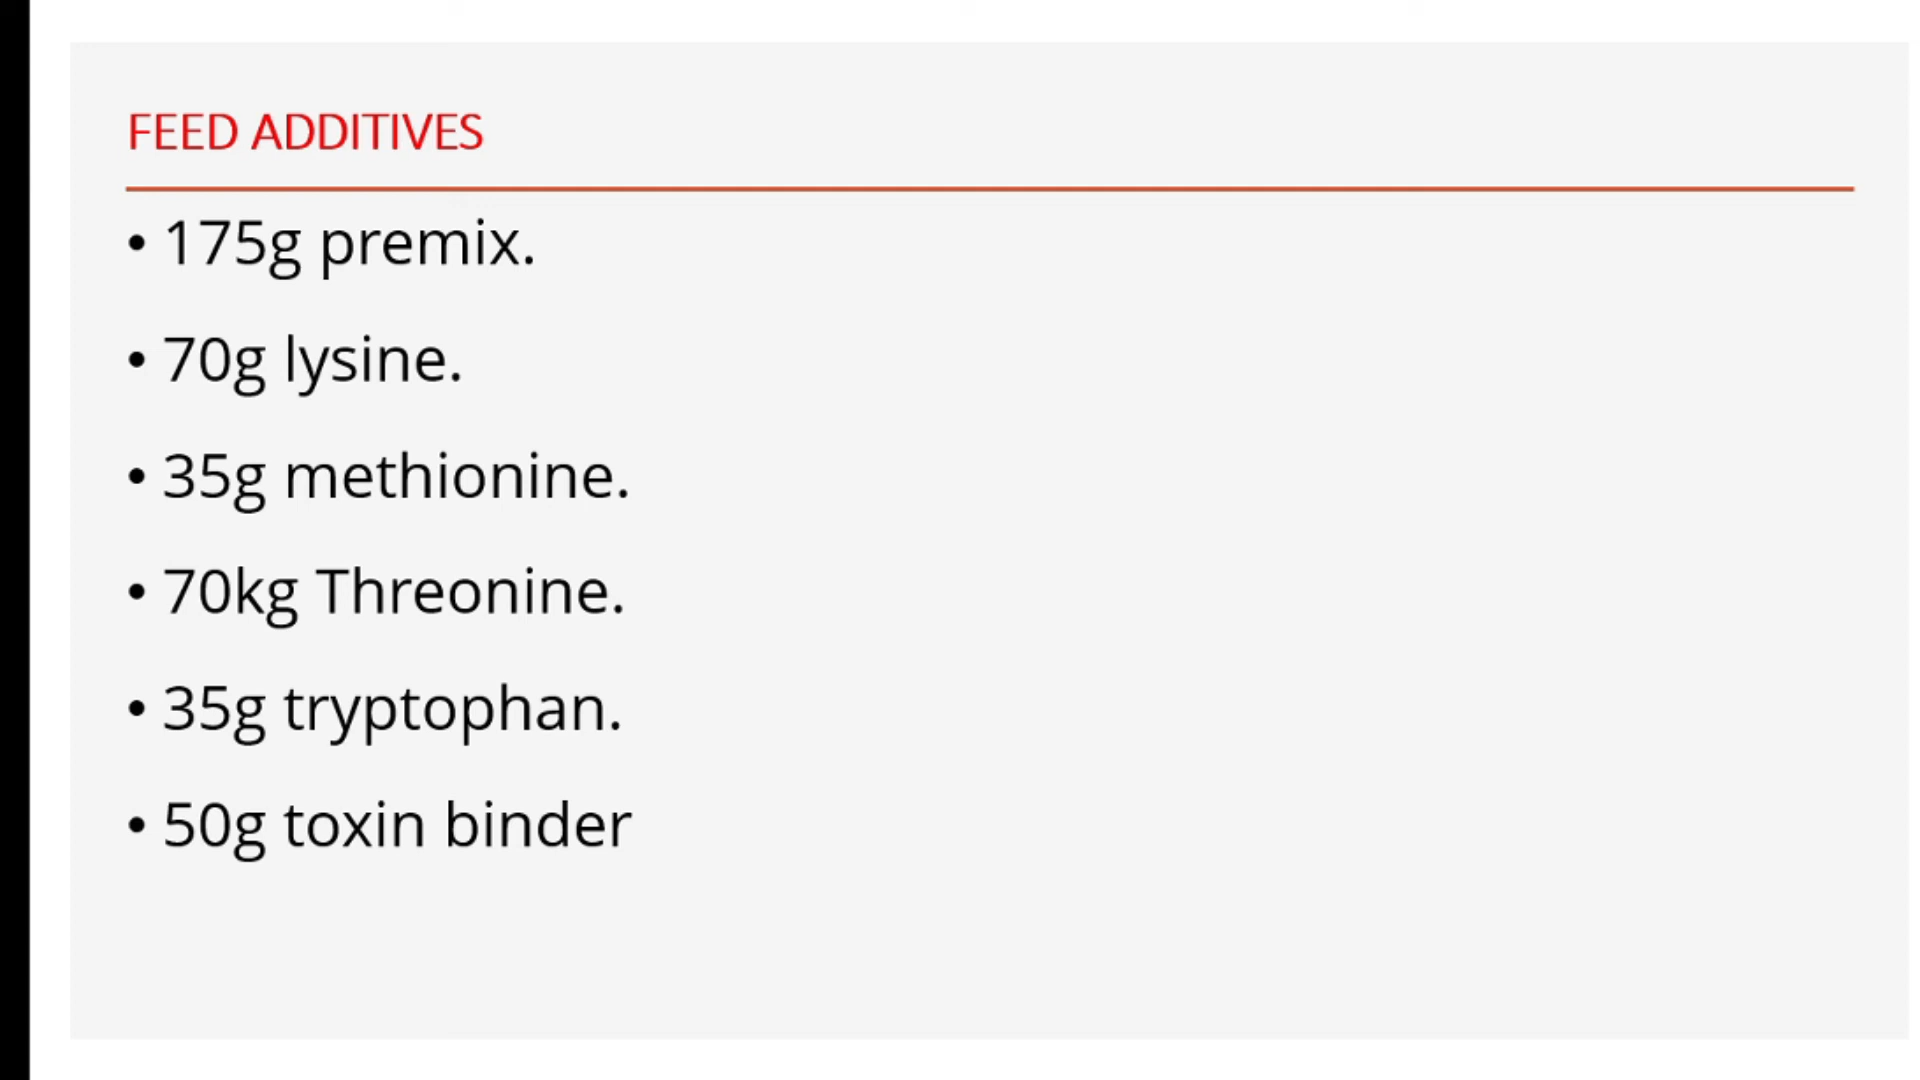 FEED ADDITIVES
• 175g premix.
• 70g lysine.
• 35g methionine.
• 70kg Threonine.
• 35g tryptophan.
• 50g toxin binder